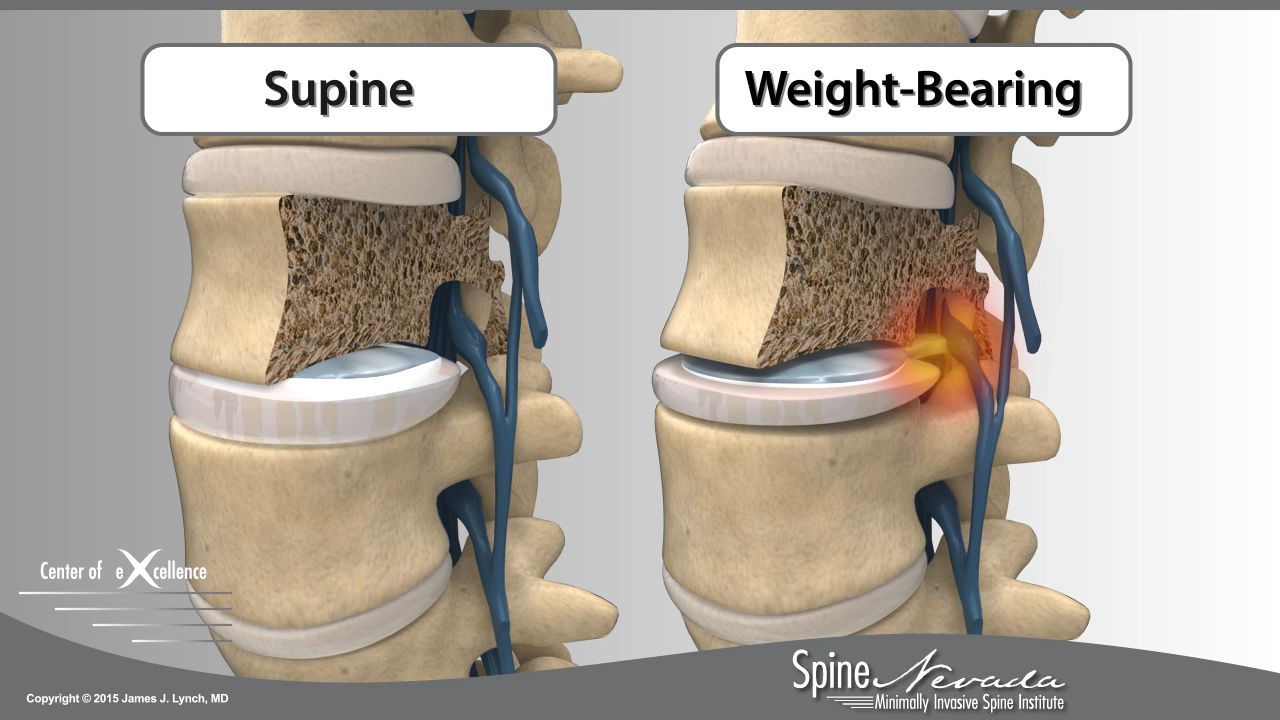 Supine
Weight-Bearing
Center of eXcellence
Spine Nevada
Minimally Invasive Spine Institute
Copyright © 2015 James J. Lynch, MD